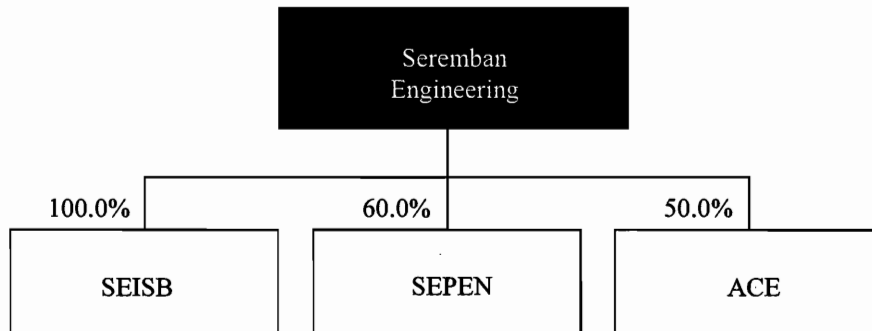 Seremban
Engineering
100.0%
60.0%
50.0%
SEISB
SEPEN
ACE